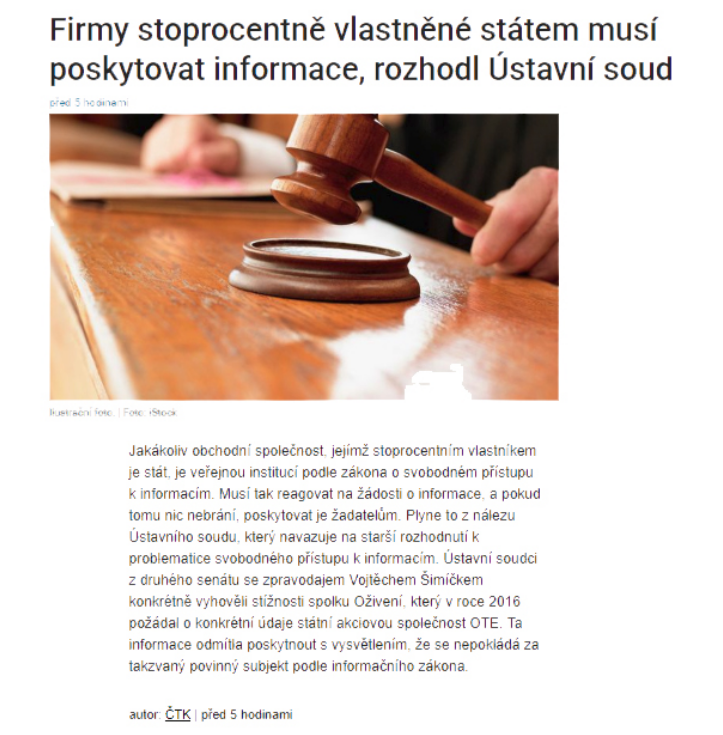 Firmy stoprocentně vlastněné státem musí
poskytovat informace, rozhodl Ústavní soud
před 5 hodinami
Ilustrační foto. | Foto: iStock
Jakákoliv obchodní společnost, jejímž stoprocentním vlastníkem
je stát, je veřejnou institucí podle zákona o svobodném přístupu
k informacím. Musí tak reagovat na žádosti o informace, a pokud
tomu nic nebrání, poskytovat je žadatelům. Plyne to z nálezu
Ústavního soudu, který navazuje na starší rozhodnutí k
problematice svobodného přístupu k informacím. Ústavní soudci
z druhého senátu se zpravodajem Vojtěchem Šimíčkem
konkrétně vyhověli stížnosti spolku Oživení, který v roce 2016
požádal o konkrétní údaje státní akciovou společnost OTE. Ta
informace odmítla poskytnout s vysvětlením, že se nepokládá za
takzvaný povinný subjekt podle informačního zákona.
autor: ČTK | před 5 hodinami